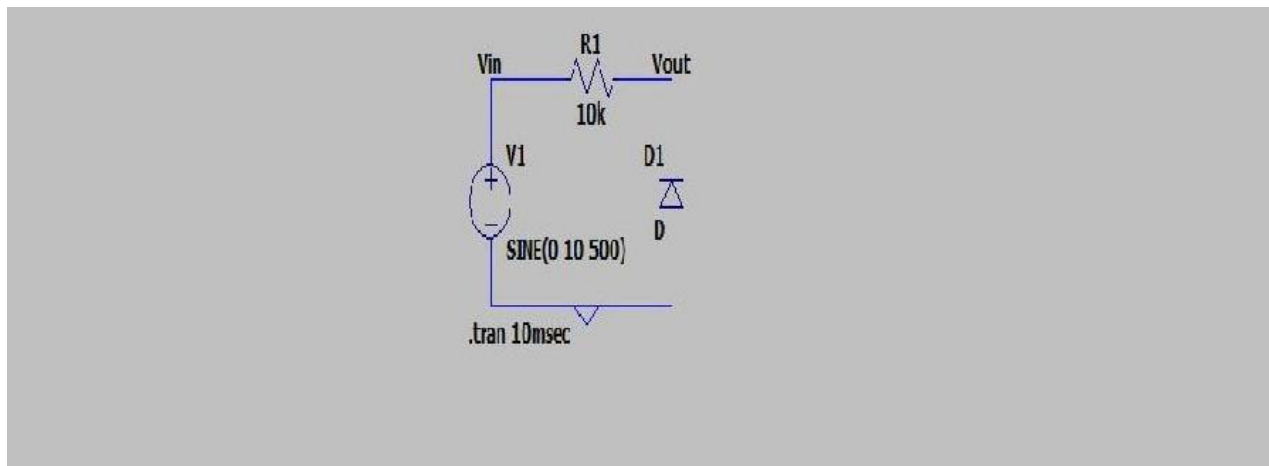 R1
Vin
Vout
10k
V1
D1
+
−
D
SINE(0 10 500)
.tran 10msec